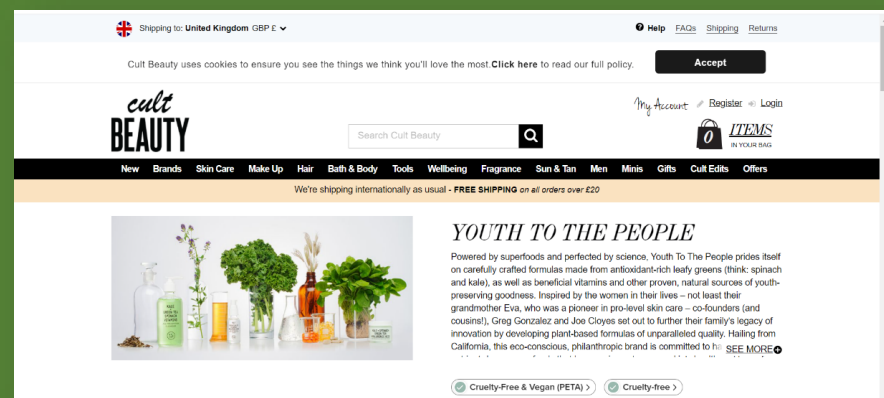 Shipping to: United Kingdom GBP £
Help FAQs Shipping Returns
Cult Beauty uses cookies to ensure you see the things we think you'll love the most.Click here to read our full policy.
Accept
cult
BEAUTY
My Account Register Login
Search Cult Beauty
0 ITEMS
IN YOUR BAG
New Brands Skin Care Make Up Hair Bath & Body Tools Wellbeing Fragrance Sun & Tan Men Minis Gifts Cult Edits Offers
We're shipping internationally as usual - FREE SHIPPING on all orders over £20
YOUTH TO THE PEOPLE
Powered by superfoods and perfected by science, Youth To The People prides itself
on carefully crafted formulas made from antioxidant-rich leafy greens (think: spinach
and kale), as well as beneficial vitamins and other proven, natural sources of youth-
preserving goodness. Inspired by the women in their lives – not least their
grandmother Eva, who was a pioneer in pro-level skin care – co-founders (and
cousins!), Greg Gonzalez and Joe Cloyes set out to further their family's legacy of
innovation by developing plant-based formulas of unparalleled quality. Hailing from
California, this eco-conscious, philanthropic brand is committed to ha SEE MORE
Cruelty-Free & Vegan (PETA) > Cruelty-free >